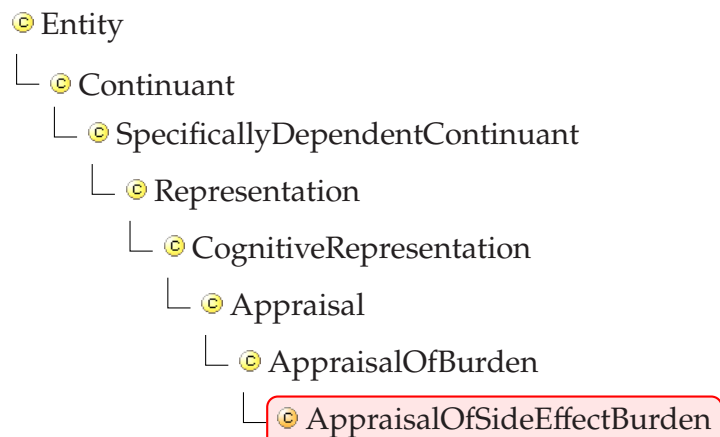 Entity
Continuant
SpecificallyDependentContinuant
Representation
CognitiveRepresentation
Appraisal
AppraisalOfBurden
AppraisalOfSideEffectBurden